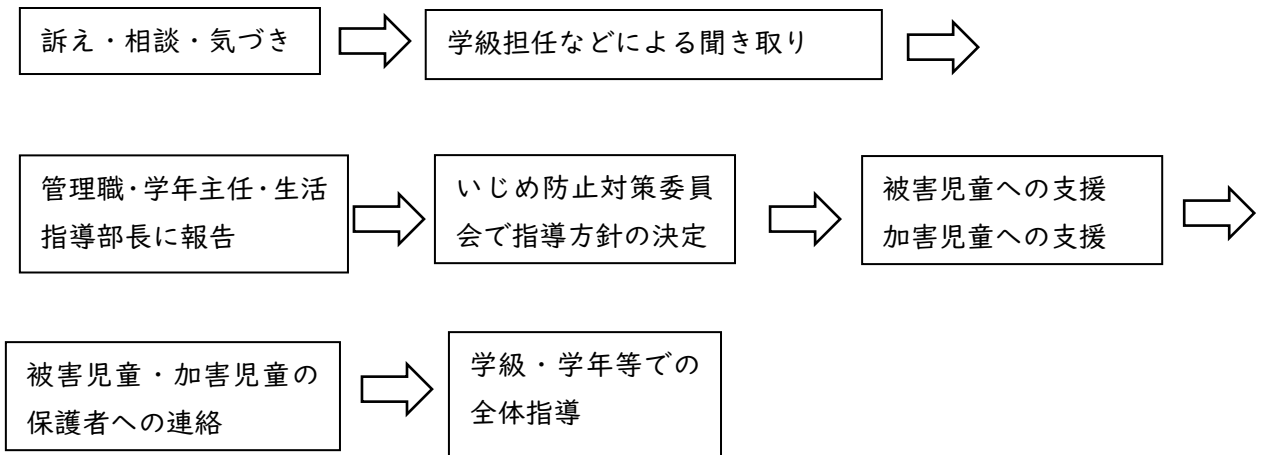 訴え・相談・気づき
学級担任などによる聞き取り
管理職・学年主任・生活
指導部長に報告
いじめ防止対策委員
会で指導方針の決定
被害児童への支援
加害児童への支援
被害児童・加害児童の
保護者への連絡
学級・学年等での
全体指導